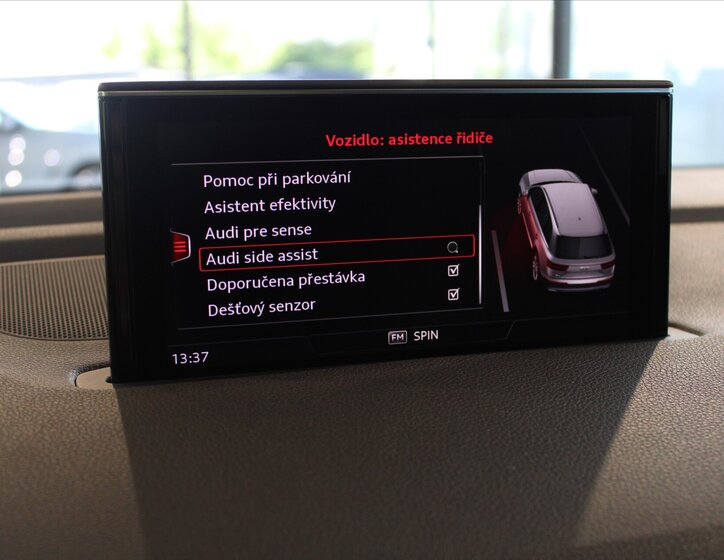 Vozidlo: asistence řidiče
Pomoc při parkování
Asistent efektivity
Audi pre sense
Audi side assist
Doporučena přestávka
Dešťový senzor
FM SPIN
13:37